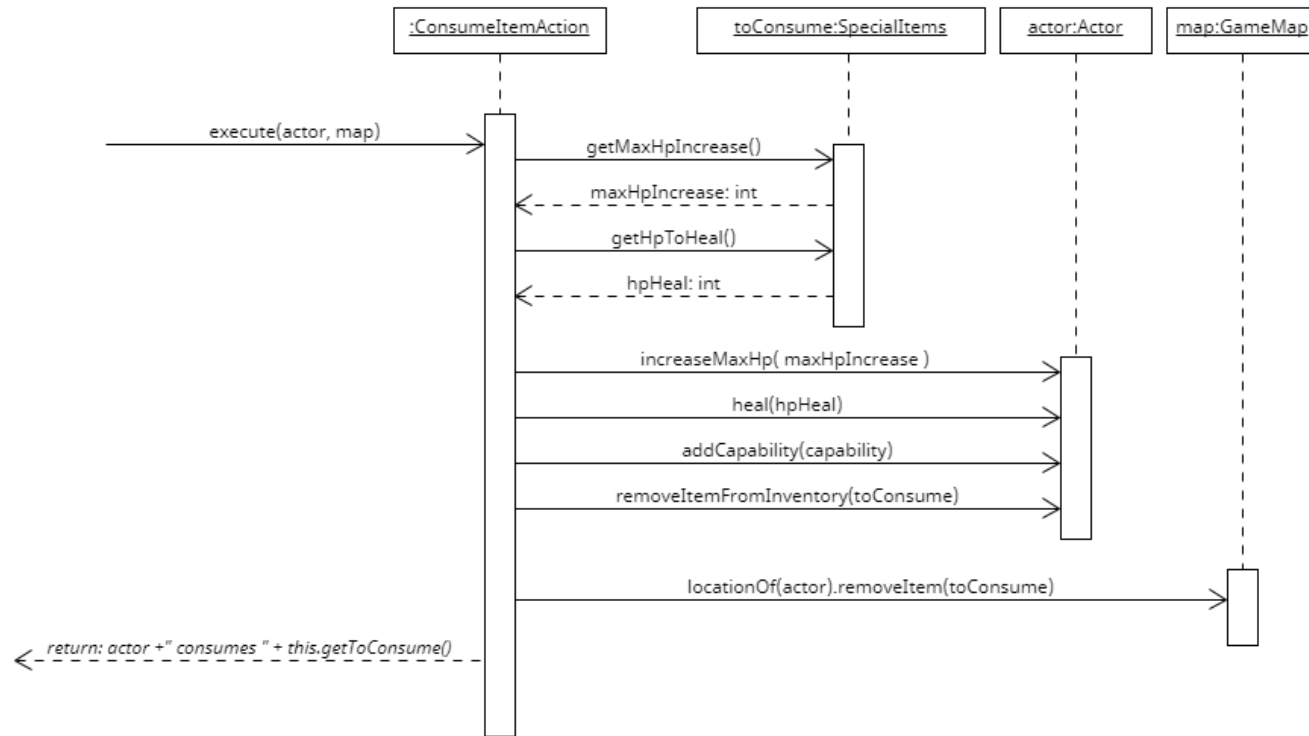 :ConsumeItemAction
toConsume:SpecialItems
actor:Actor
map:GameMap
execute(actor, map)
getMaxHpIncrease()
maxHpIncrease: int
getHpToHeal()
hpHeal: int
increaseMaxHp( maxHpIncrease )
heal(hpHeal)
addCapability(capability)
removeItemFromInventory(toConsume)
locationOf(actor).removeItem(toConsume)
return: actor +" consumes " + this.getToConsume()